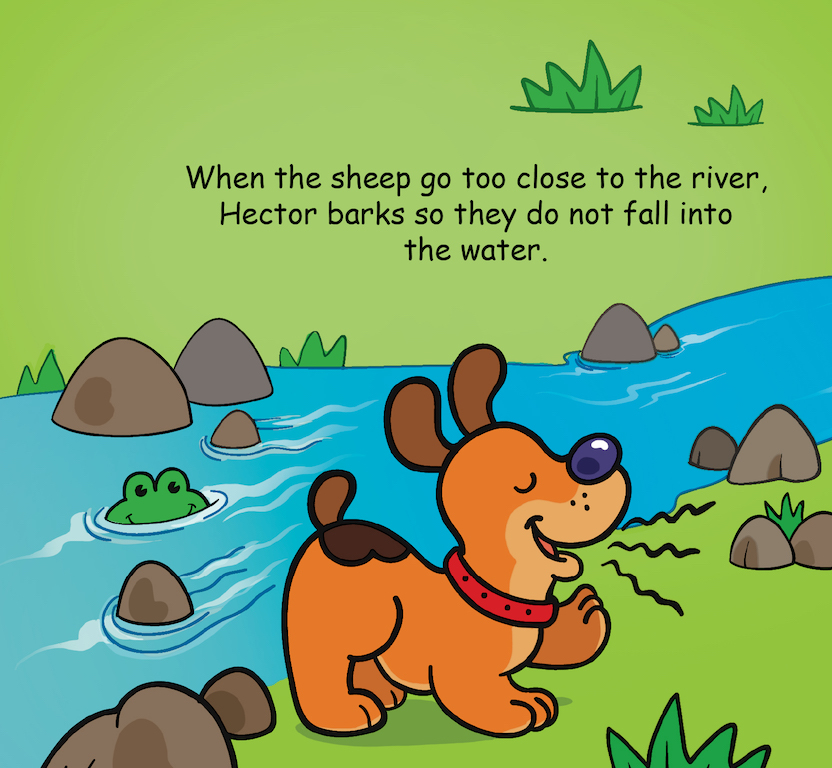 When the sheep go too close to the river,
Hector barks so they do not fall into
the water.